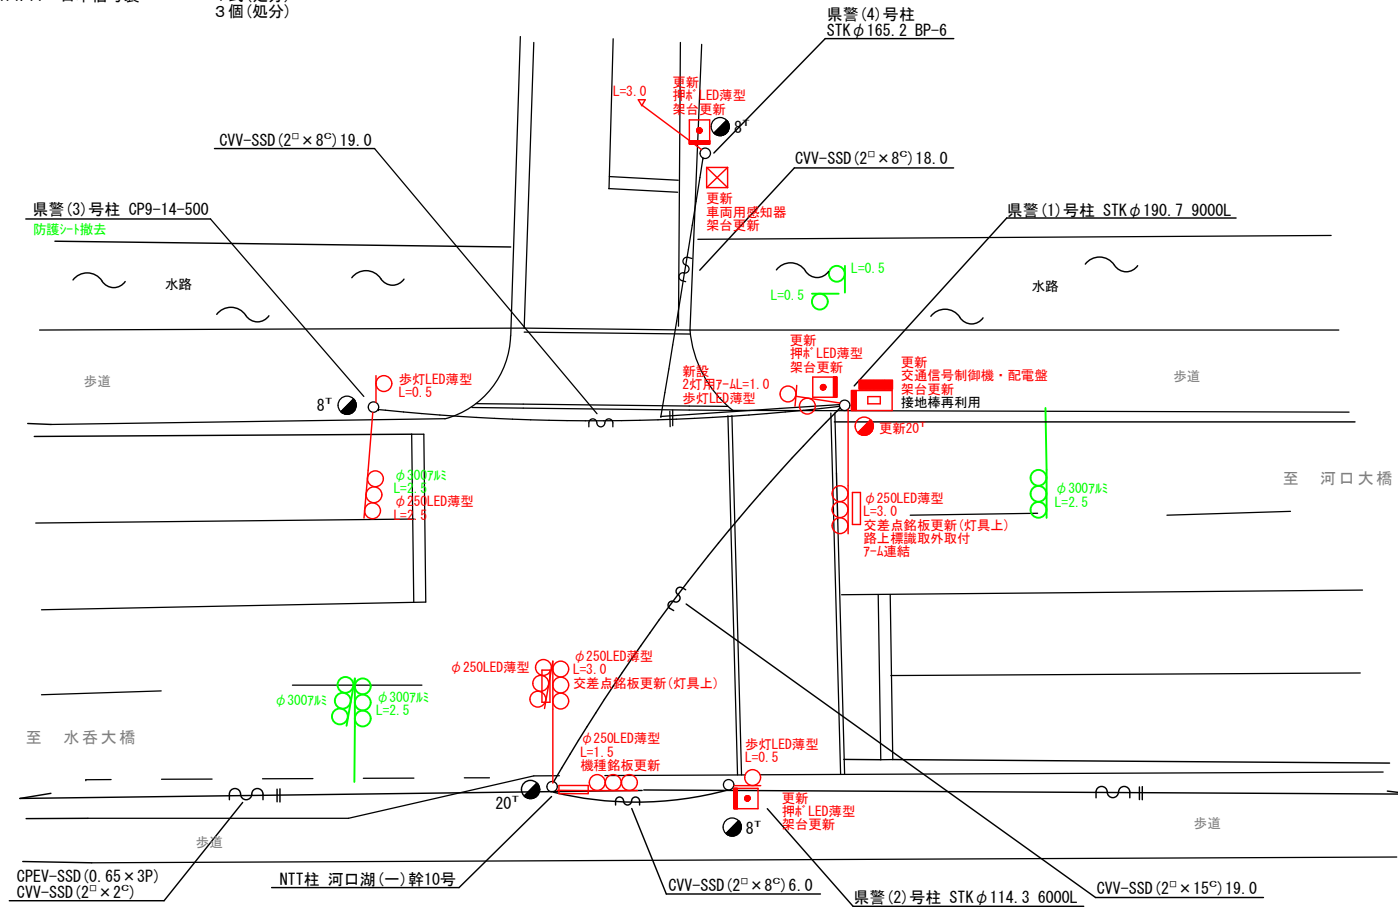 3個(処分)
県警(4)号柱
STKφ165.2 BP-6
更新
押ボLED薄型
架台更新
L=3.0
8T
CVV-SSD(2□×8C)19.0
CVV-SSD(2□×8C)18.0
更新
車両用感知器
架台更新
県警(3)号柱 CP9-14-500
防護シート撤去
県警(1)号柱 STKφ190.7 9000L
水路
L=0.5
L=0.5
水路
歩道
歩灯LED薄型
L=0.5
8T
更新
押ボLED薄型
架台更新
新設
2灯用アームL=1.0
歩灯LED薄型
更新
交通信号制御機・配電盤
架台更新
接地棒再利用
歩道
更新20T
φ300アルミ
L=2.5
φ250LED薄型
L=2.5
φ250LED薄型
L=3.0
交差点銘板更新(灯具上)
路上標識取外取付
アーム連結
φ300アルミ
L=2.5
至 河口大橋
φ250LED薄型
φ250LED薄型
L=3.0
交差点銘板更新(灯具上)
φ300アルミ
φ300アルミ
L=2.5
至 水呑大橋
φ250LED薄型
L=1.5
機種銘板更新
歩灯LED薄型
L=0.5
20T
更新
押ボLED薄型
架台更新
8T
歩道
歩道
CPEV-SSD(0.65×3P)
CVV-SSD(2□×2C)
NTT柱 河口湖(一)幹10号
CVV-SSD(2□×8C)6.0
県警(2)号柱 STKφ114.3 6000L
CVV-SSD(2□×15C)19.0